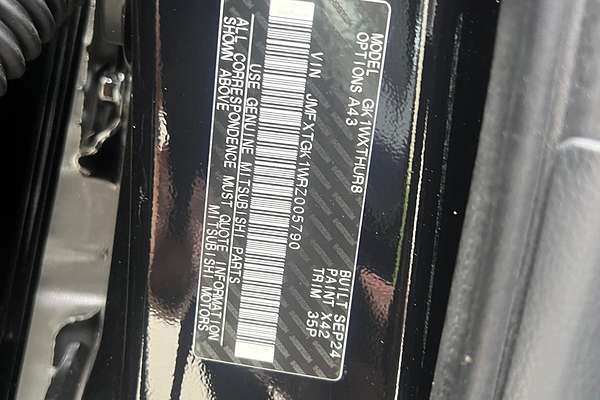 MODEL GK1WXTHUR8
OPTIONS A43
BUILT SEP24
PAINT X42
TRIM 35P
VIN JMFXTGK1WRZ005790
USE GENUINE MITSUBISHI PARTS
ALL CORRESPONDENCE MUST QUOTE INFORMATION
SHOWN ABOVE MITSUBISHI MOTORS